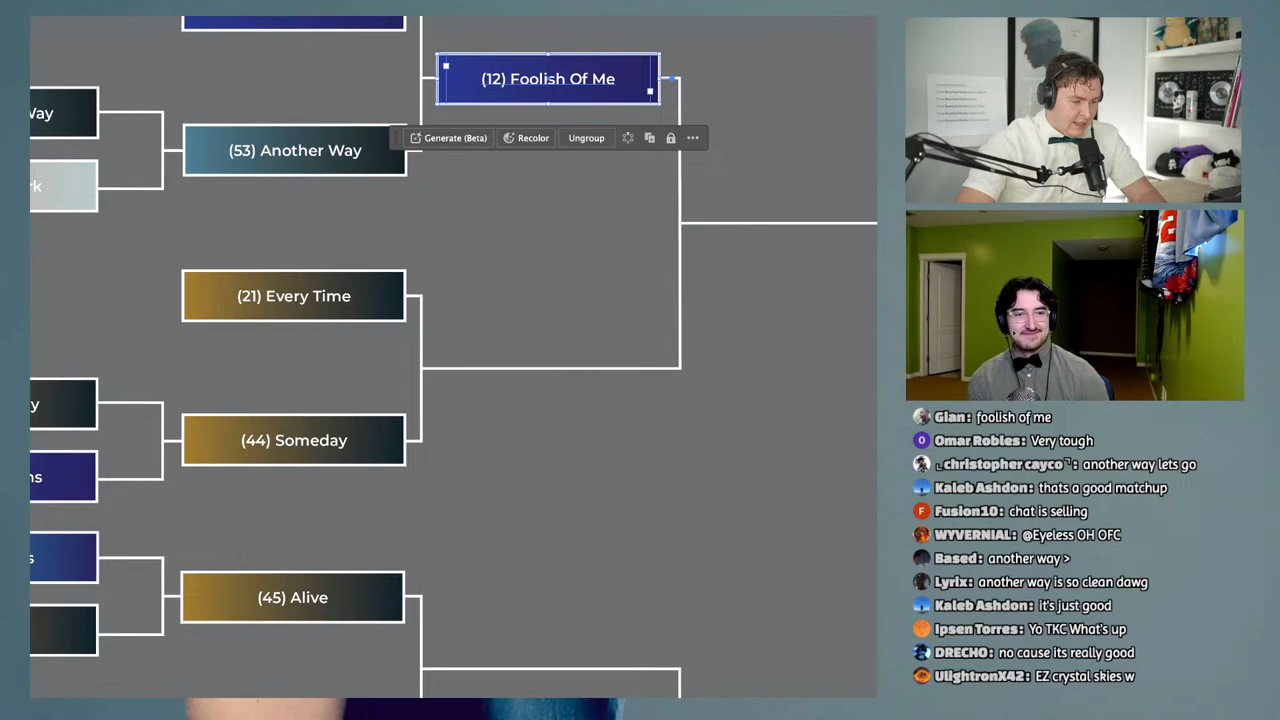 (12) Foolish Of Me
Way
Generate (Beta)
Recolor
Ungroup
(53) Another Way
rk
(21) Every Time
y
(44) Someday
ns
s
(45) Alive
Gian: foolish of me
Omar Robles: Very tough
⌞christopher cayco⌝: another way lets go
Kaleb Ashdon: thats a good matchup
Fusion10: chat is selling
WYVERNIAL: @Eyeless OH OFC
Based: another way >
Lyrix: another way is so clean dawg
Kaleb Ashdon: it's just good
Ipsen Torres: Yo TKC What's up
DRECHO: no cause its really good
UlightronX42: EZ crystal skies w